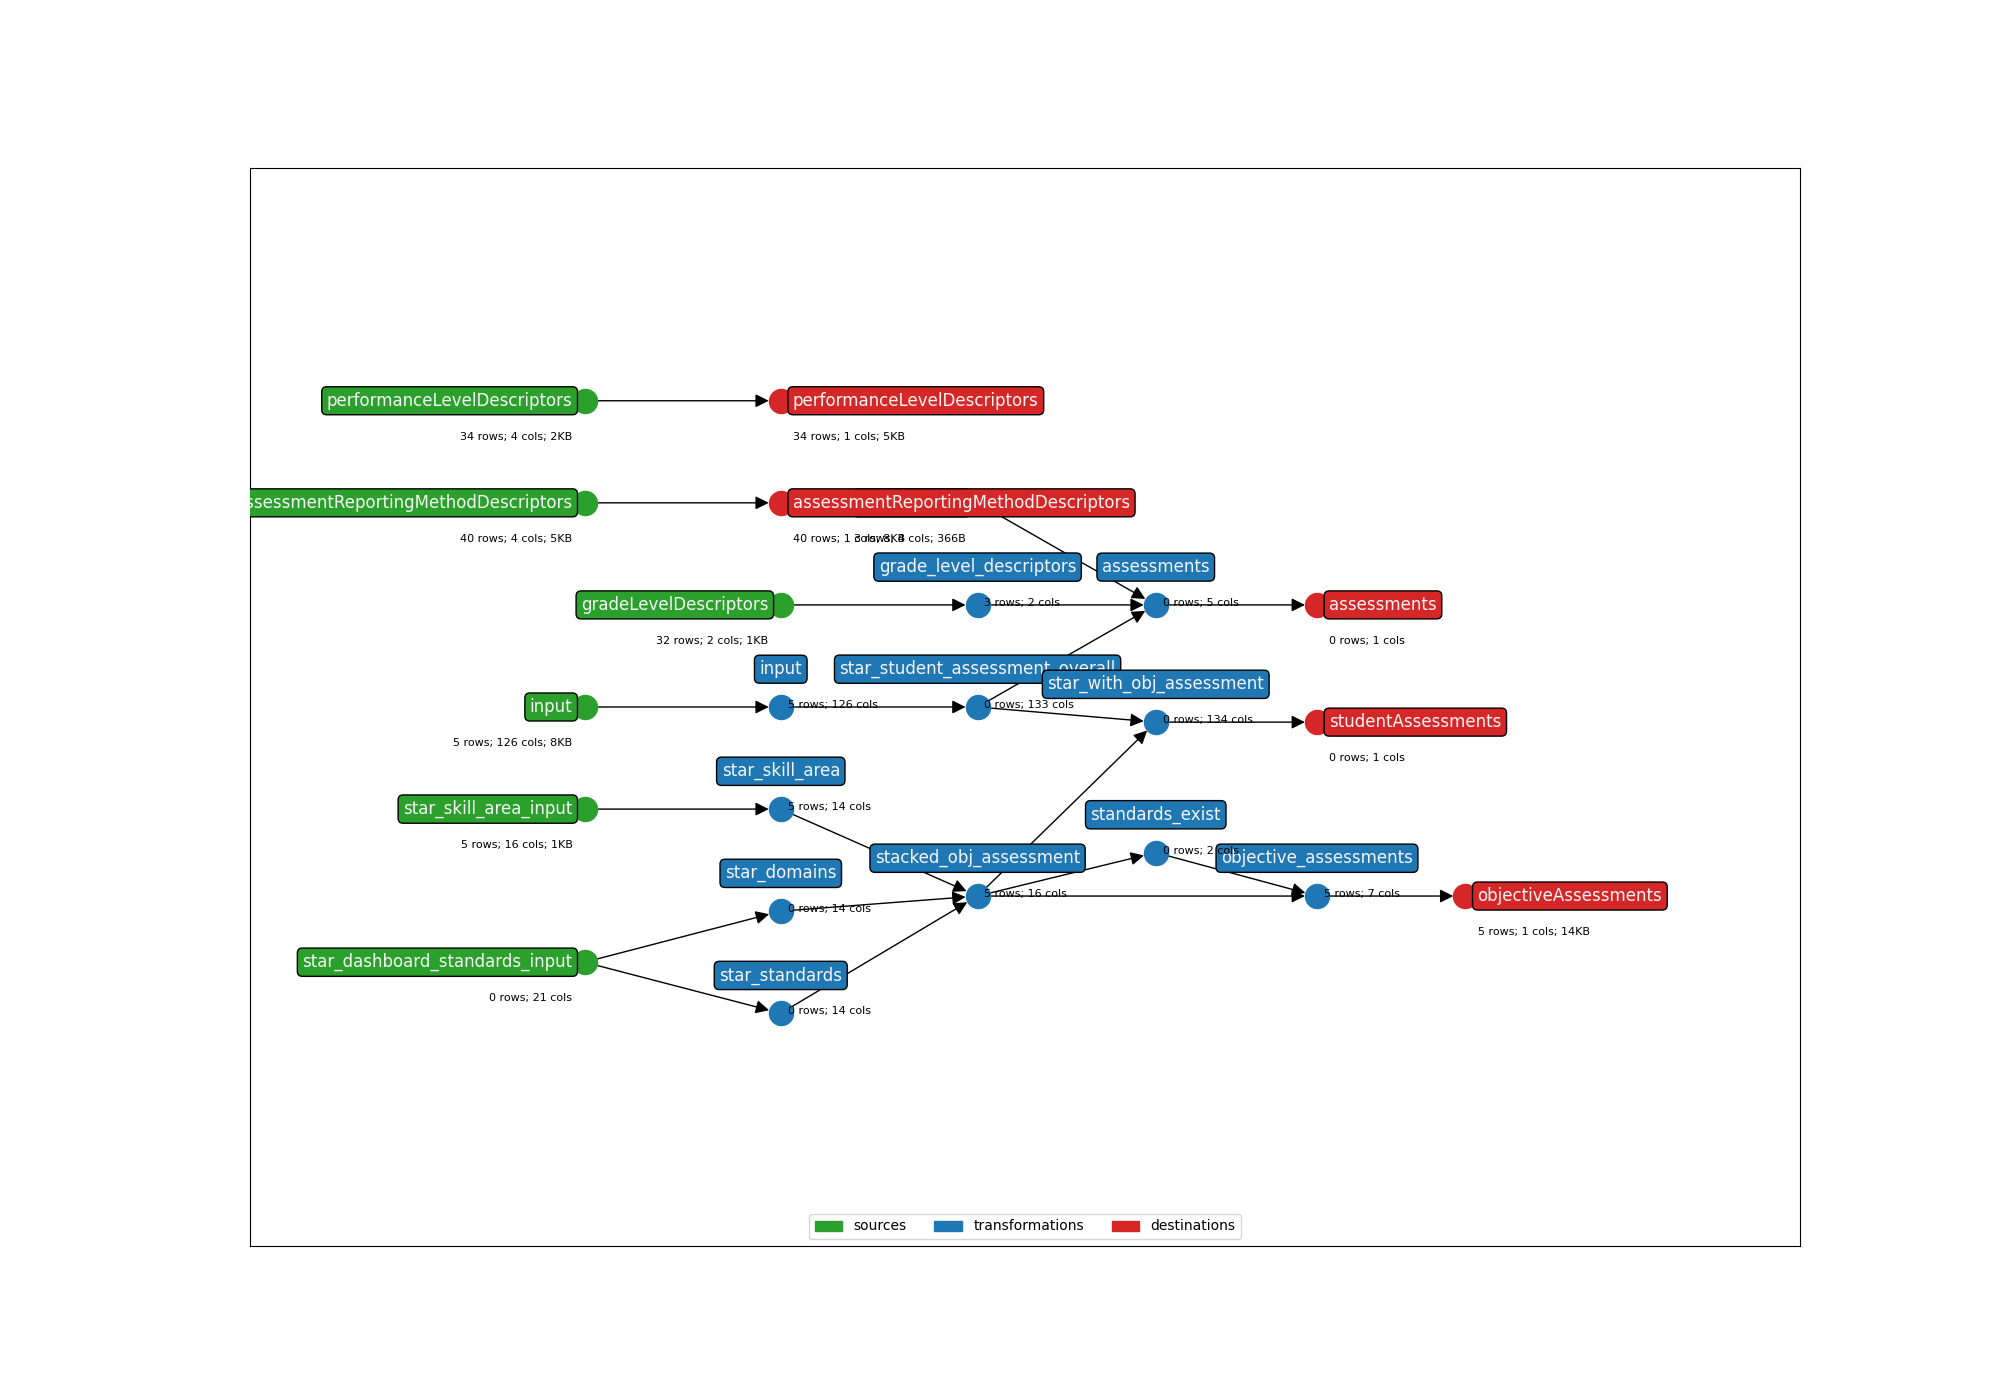 performanceLevelDescriptors
34 rows; 4 cols; 2KB
performanceLevelDescriptors
34 rows; 1 cols; 5KB
ssessmentReportingMethodDescriptors
40 rows; 4 cols; 5KB
assessmentReportingMethodDescriptors
40 rows; 1 cols; 8KB
cols; 366B
grade_level_descriptors
3 rows; 2 cols
assessments
0 rows; 5 cols
gradeLevelDescriptors
32 rows; 2 cols; 1KB
assessments
0 rows; 1 cols
input
5 rows; 126 cols
star_student_assessment_overall
0 rows; 133 cols
star_with_obj_assessment
0 rows; 134 cols
input
5 rows; 126 cols; 8KB
studentAssessments
0 rows; 1 cols
star_skill_area
5 rows; 14 cols
star_skill_area_input
5 rows; 16 cols; 1KB
standards_exist
0 rows; 2 cols
stacked_obj_assessment
5 rows; 16 cols
objective_assessments
5 rows; 7 cols
star_domains
0 rows; 14 cols
objectiveAssessments
5 rows; 1 cols; 14KB
star_dashboard_standards_input
0 rows; 21 cols
star_standards
0 rows; 14 cols
sources
transformations
destinations